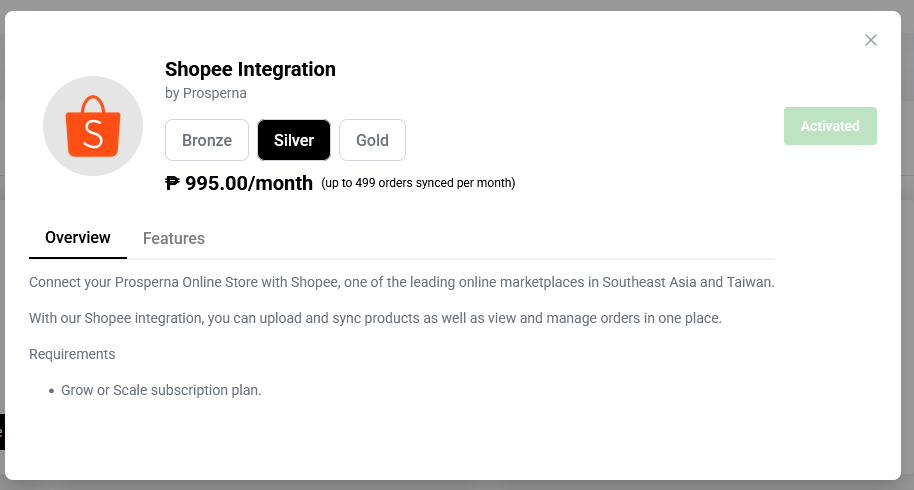 Shopee Integration
by Prosperna
S
Bronze Silver Gold
Activated
₱ 995.00/month (up to 499 orders synced per month)
Overview Features
Connect your Prosperna Online Store with Shopee, one of the leading online marketplaces in Southeast Asia and Taiwan.
With our Shopee integration, you can upload and sync products as well as view and manage orders in one place.
Requirements
• Grow or Scale subscription plan.